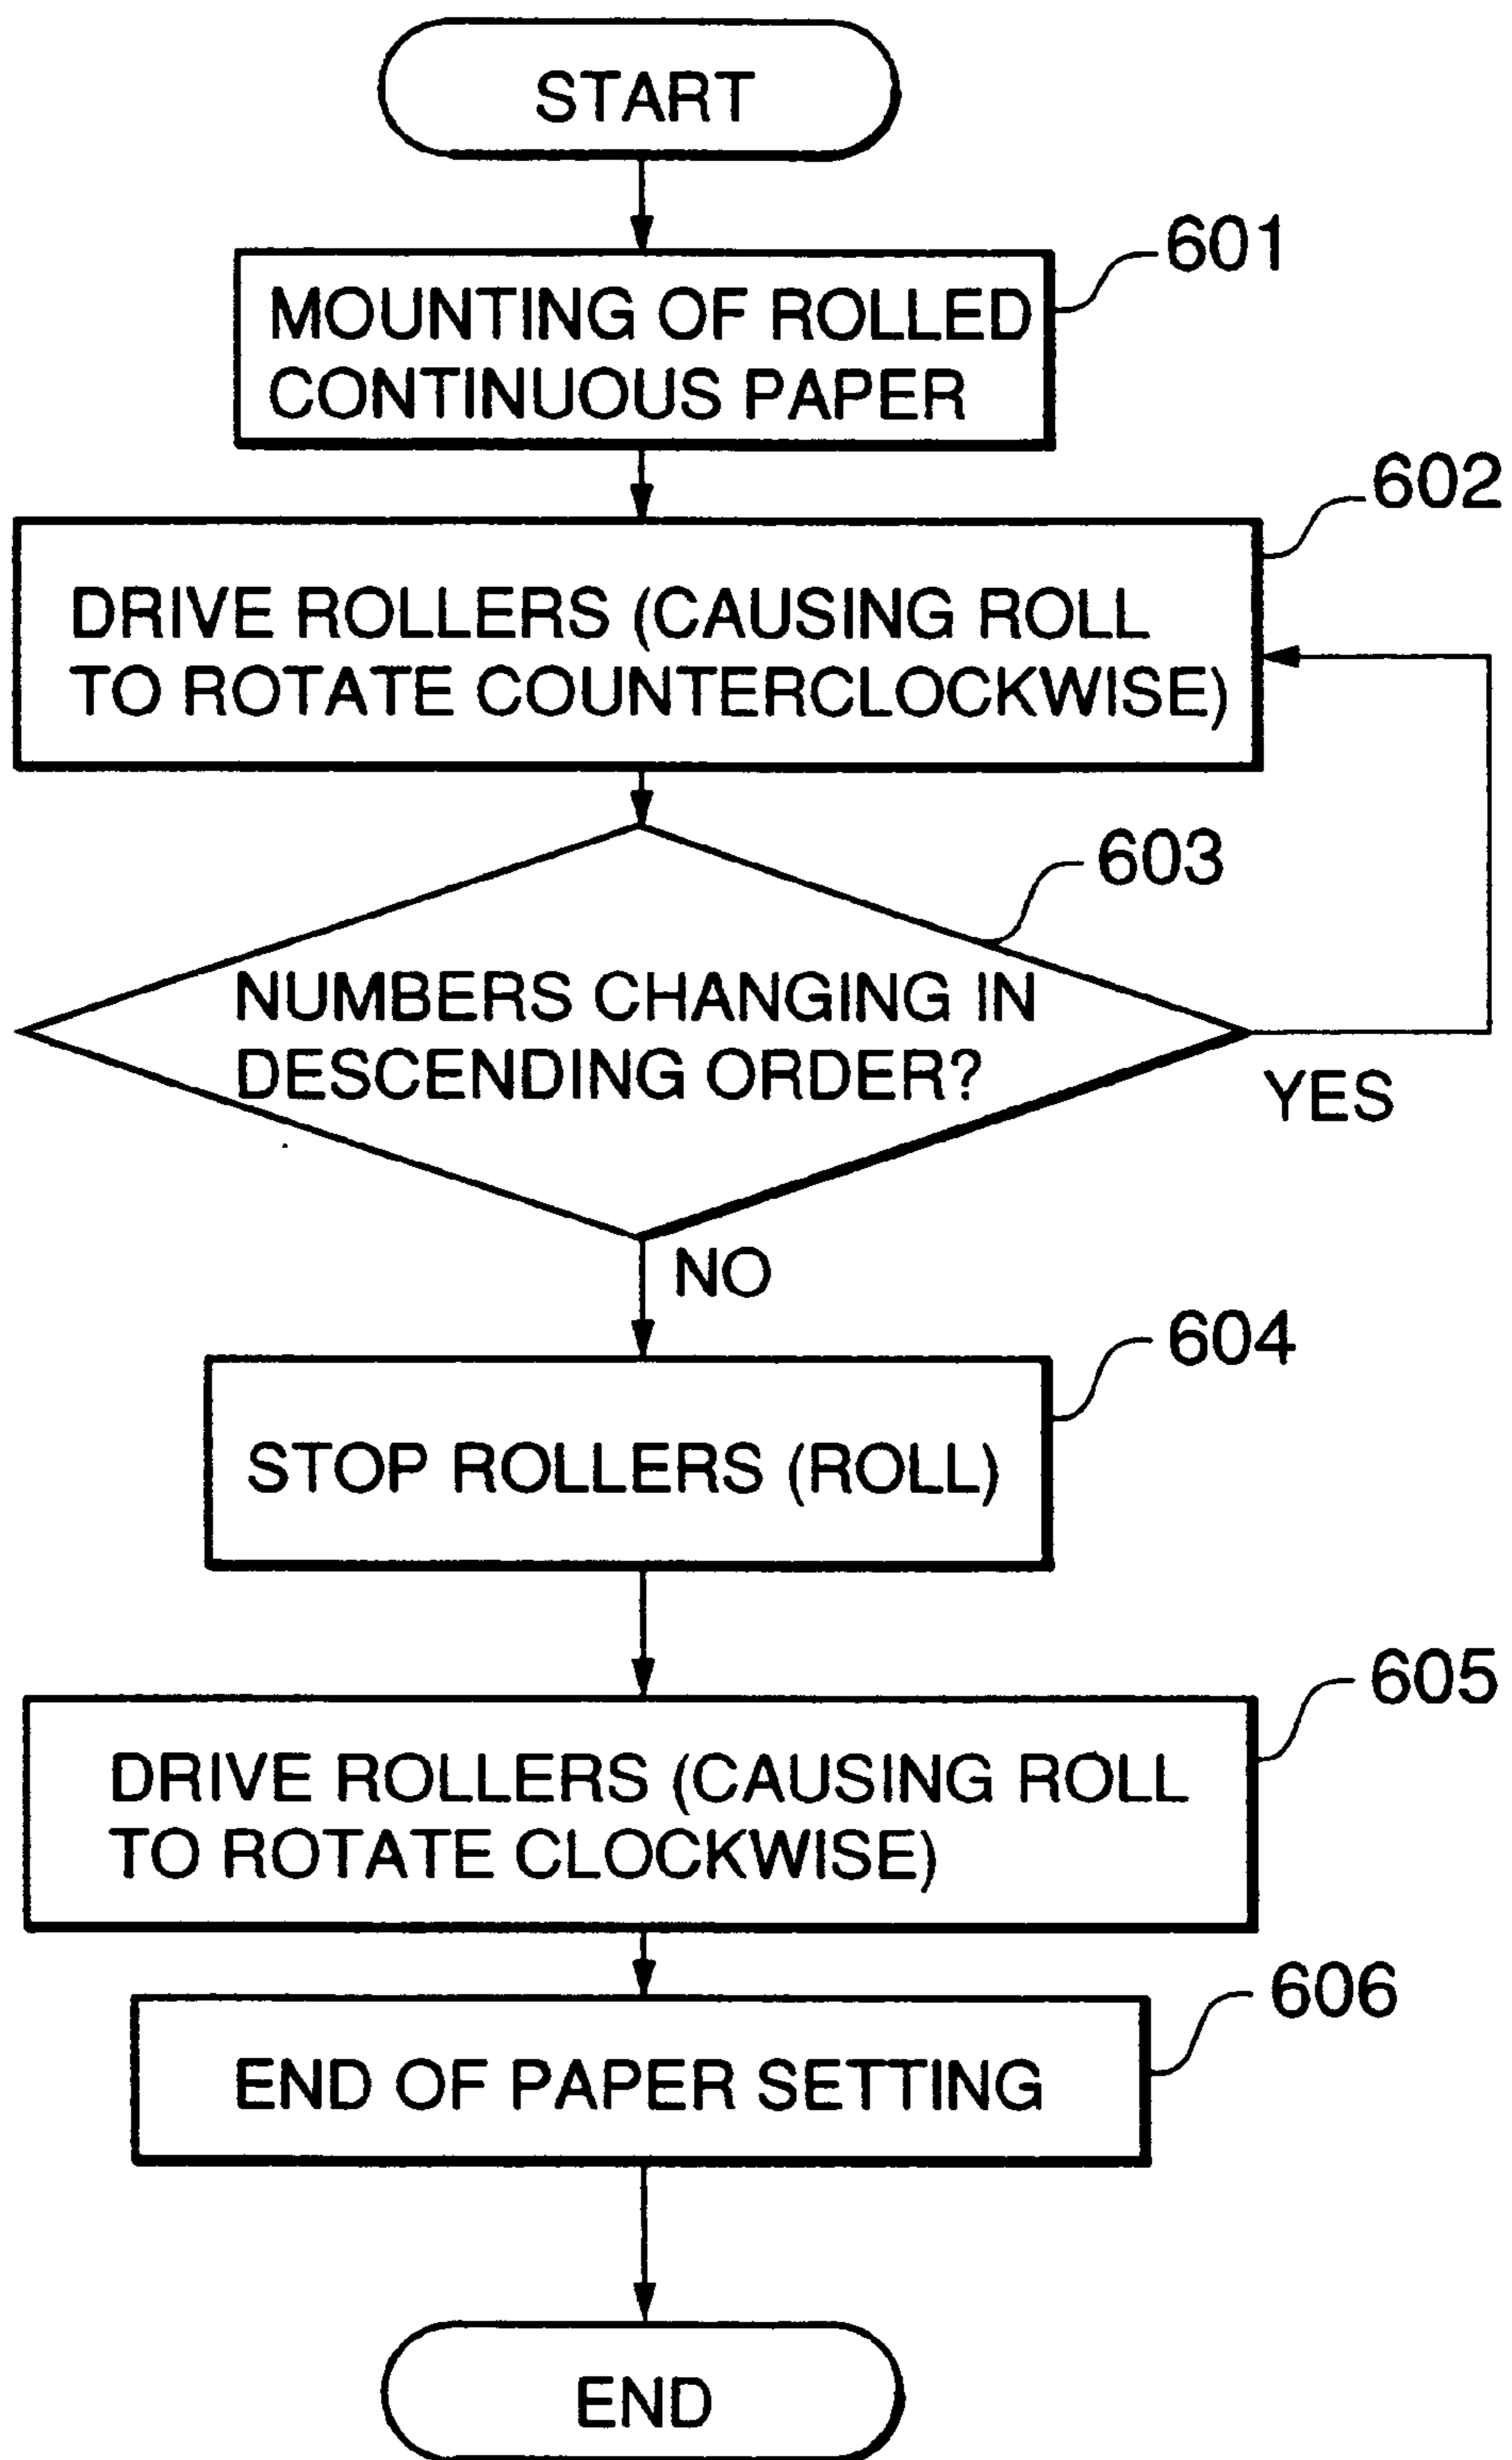 START
601
MOUNTING OF ROLLED
CONTINUOUS PAPER
602
DRIVE ROLLERS (CAUSING ROLL
TO ROTATE COUNTERCLOCKWISE)
603
NUMBERS CHANGING IN
DESCENDING ORDER?
YES
NO
604
STOP ROLLERS (ROLL)
605
DRIVE ROLLERS (CAUSING ROLL
TO ROTATE CLOCKWISE)
606
END OF PAPER SETTING
END